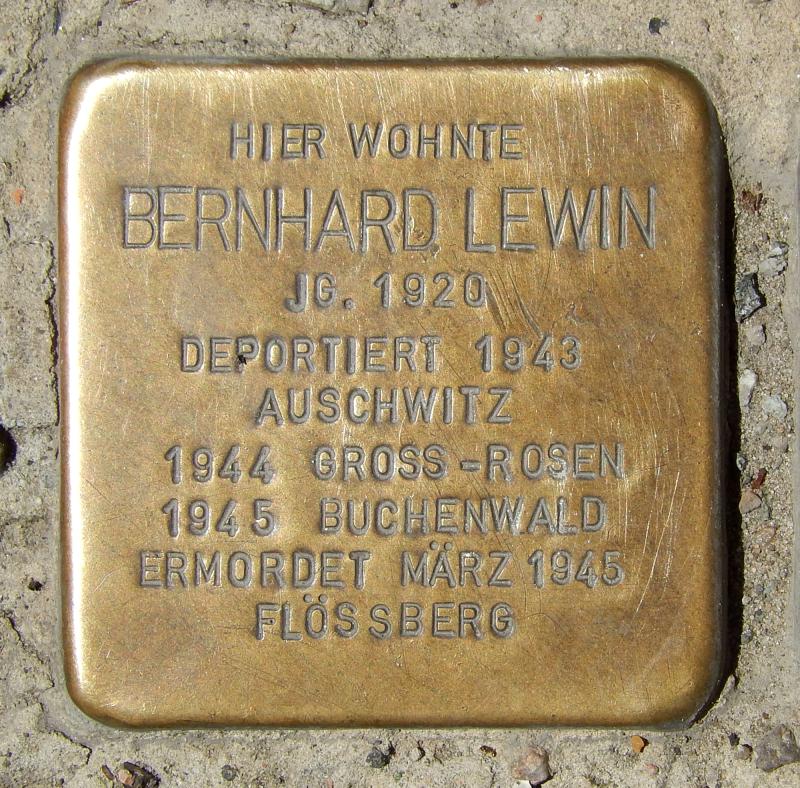 HIER WOHNTE
BERNHARD LEWIN
JG. 1920
DEPORTIERT 1943
AUSCHWITZ
1944 GROSS-ROSEN
1945 BUCHENWALD
ERMORDET MÄRZ 1945
FLÖSSBERG